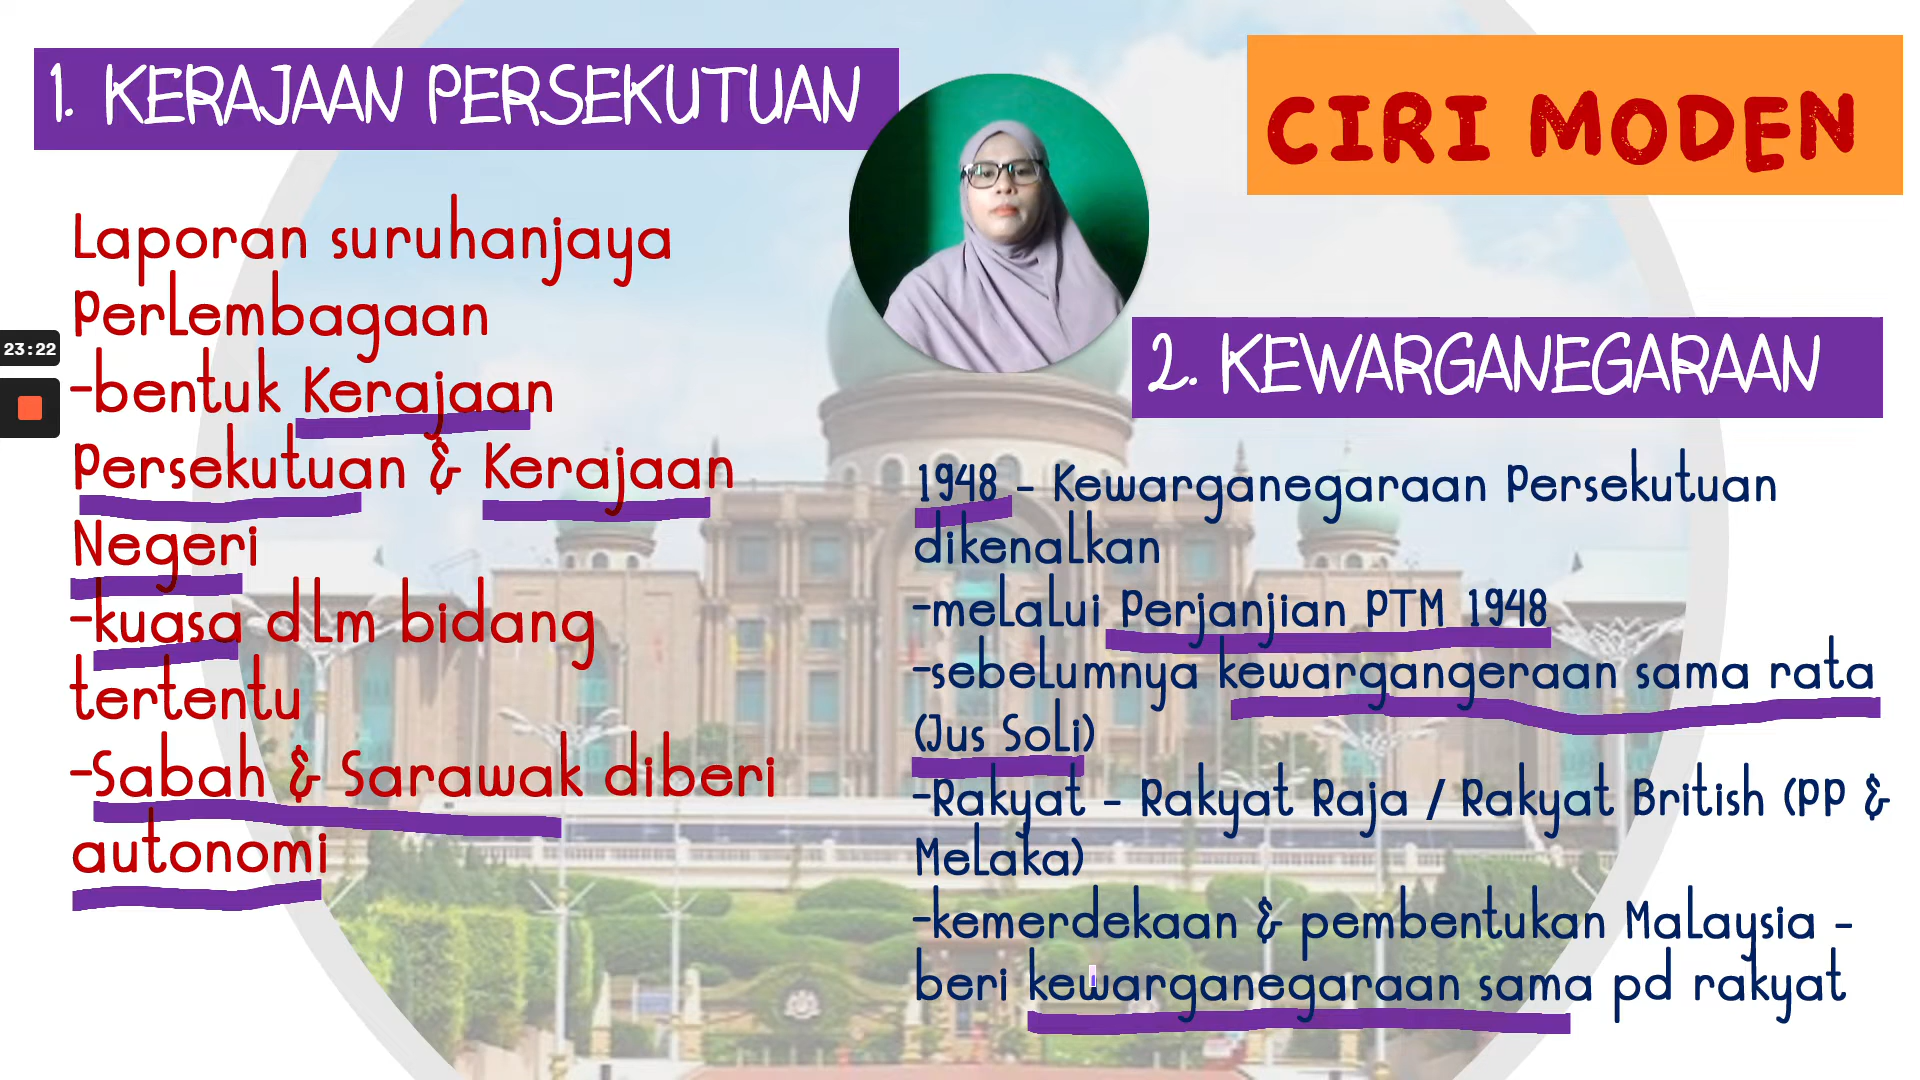 1. KERAJAAN PERSEKUTUAN
CIRI MODEN
Laporan suruhanjaya
Perlembagaan
-bentuk Kerajaan
Persekutuan & Kerajaan
Negeri
-kuasa dlm bidang
tertentu
-Sabah & Sarawak diberi
autonomi
23:22
2. KEWARGANEGARAAN
1948 - Kewarganegaraan Persekutuan
dikenalkan
-melalui Perjanjian PTM 1948
-sebelumnya kewargangeraan sama rata
(Jus Soli)
-Rakyat - Rakyat Raja / Rakyat British (PP &
Melaka)
-kemerdekaan & pembentukan Malaysia -
beri kewarganegaraan sama pd rakyat